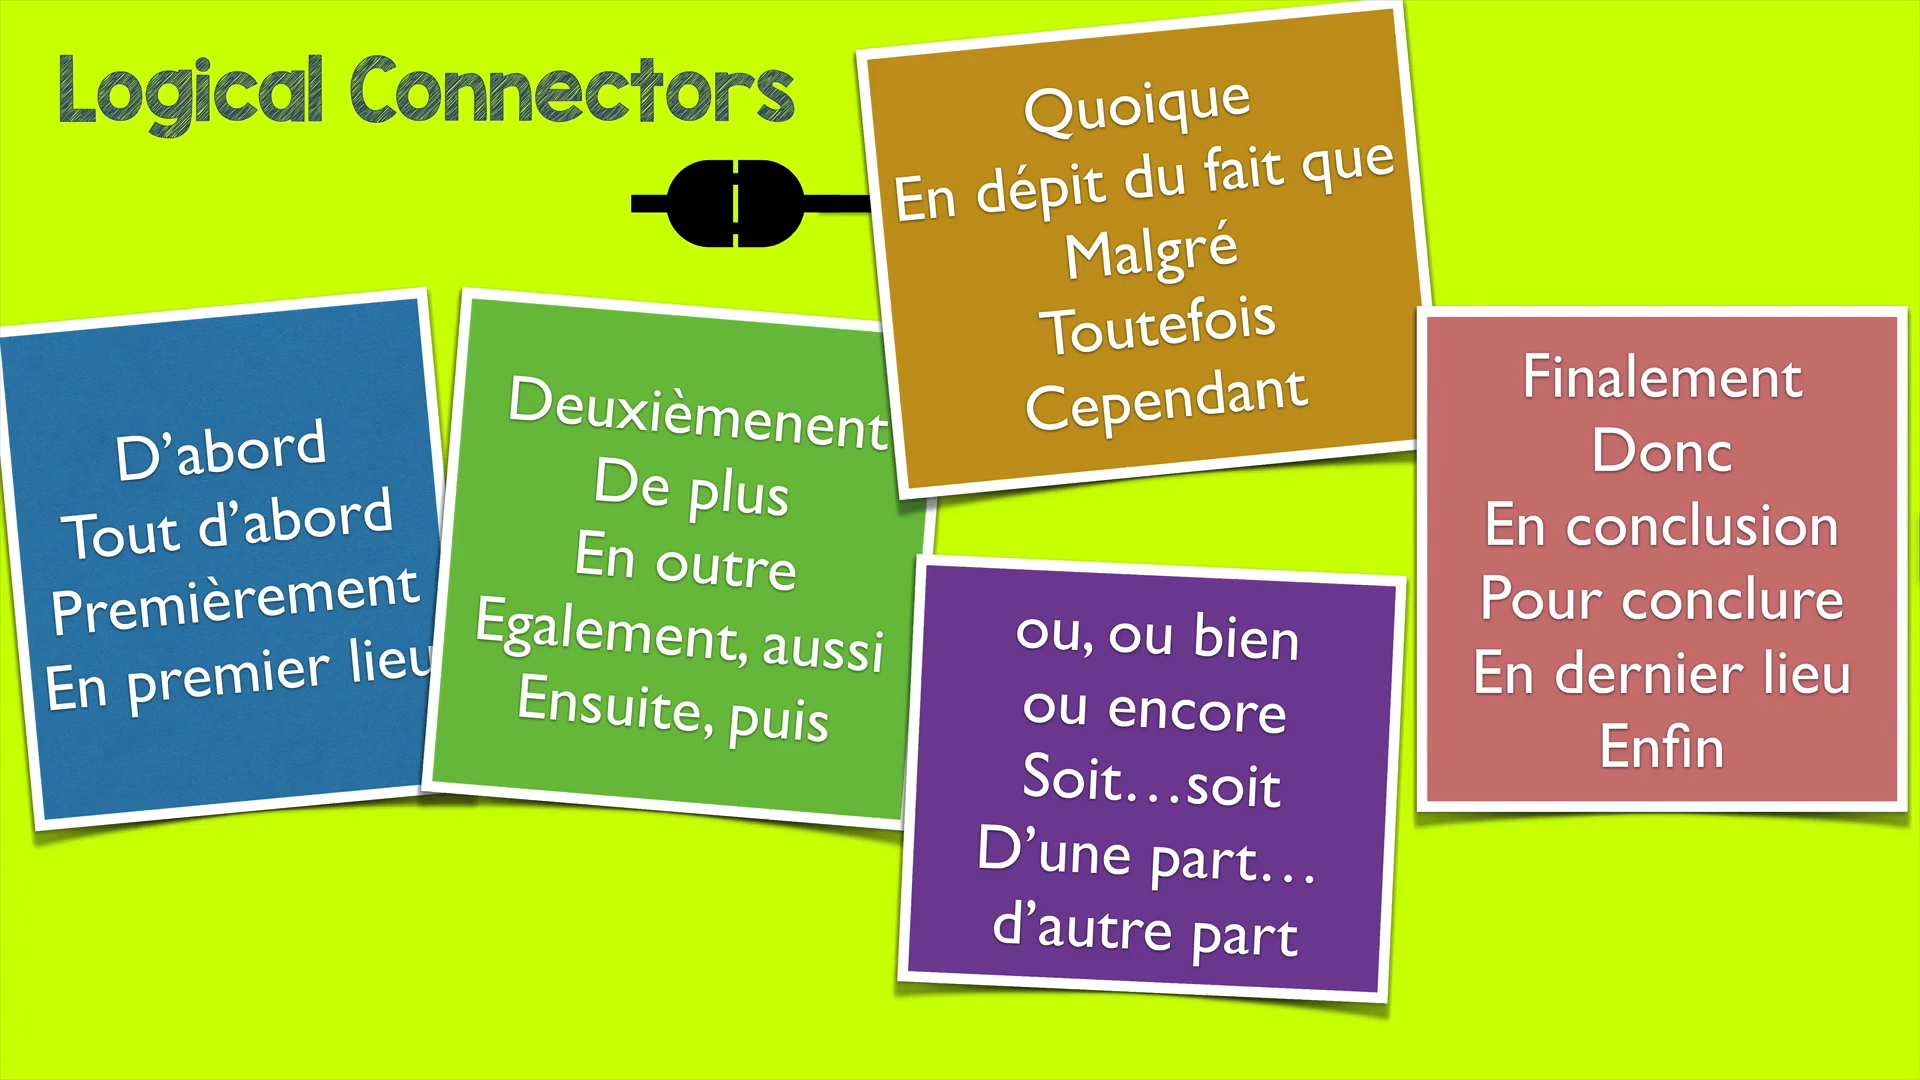 Logical Connectors
D’abord
Tout d’abord
Premièrement
En premier lieu
Deuxièmenent
De plus
En outre
Egalement, aussi
Ensuite, puis
Quoique
En dépit du fait que
Malgré
Toutefois
Cependant
ou, ou bien
ou encore
Soit…soit
D’une part…
d’autre part
Finalement
Donc
En conclusion
Pour conclure
En dernier lieu
Enfin